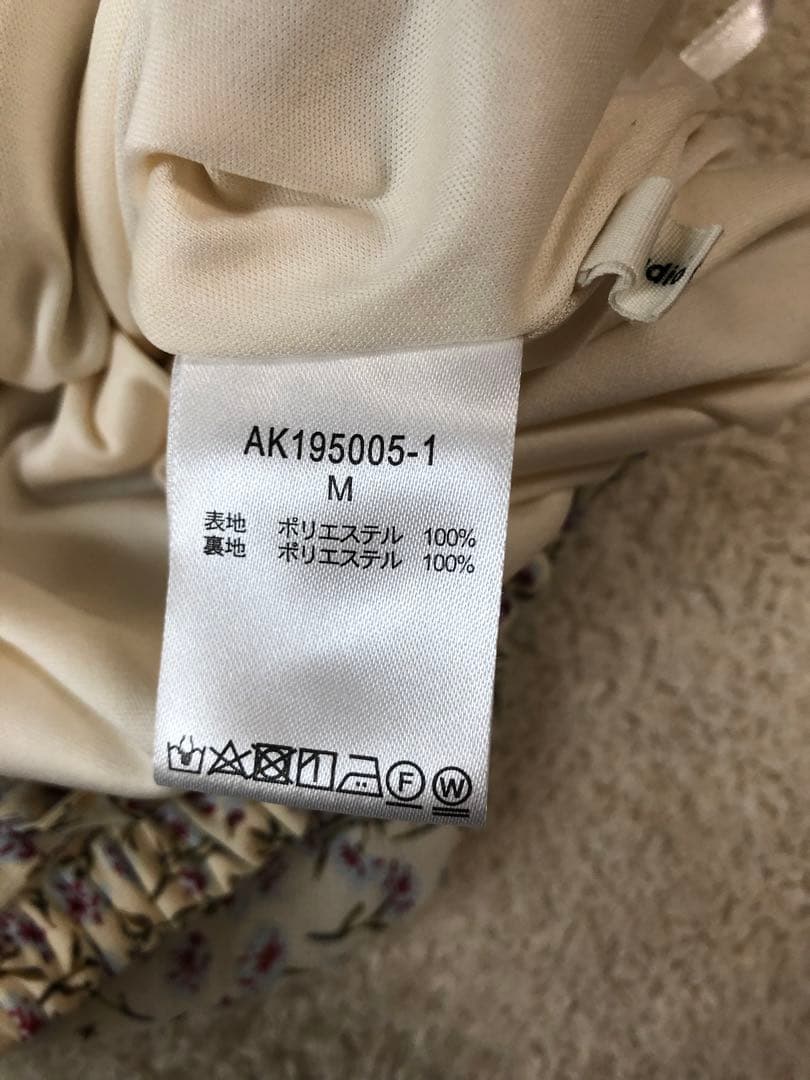 AK195005-1
M
表地 ポリエステル 100%
裏地 ポリエステル 100%
F W